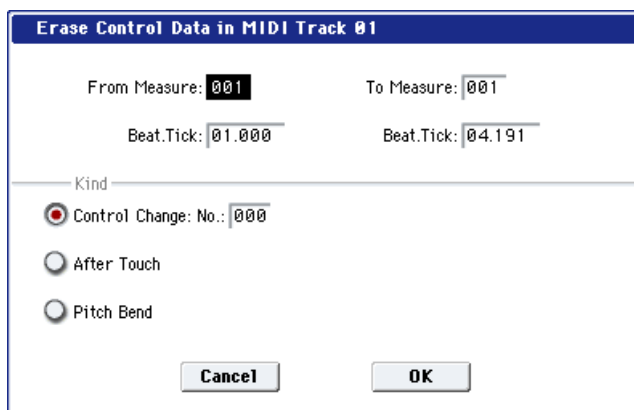 Erase Control Data in MIDI Track 01
From Measure: 001 To Measure: 001
Beat.Tick: 01.000 Beat.Tick: 04.191
Kind
Control Change: No.: 000
After Touch
Pitch Bend
Cancel OK